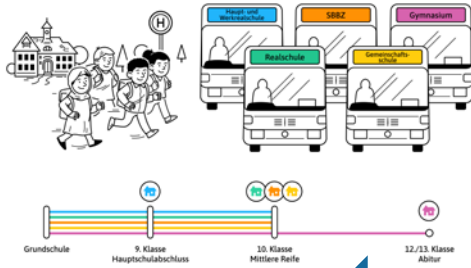 H
Haupt- und
Werkrealschule
SBBZ
Gymnasium
Realschule
Gemeinschafts-
schule
Grundschule
9. Klasse
Hauptschulabschluss
10. Klasse
Mittlere Reife
12./13. Klasse
Abitur